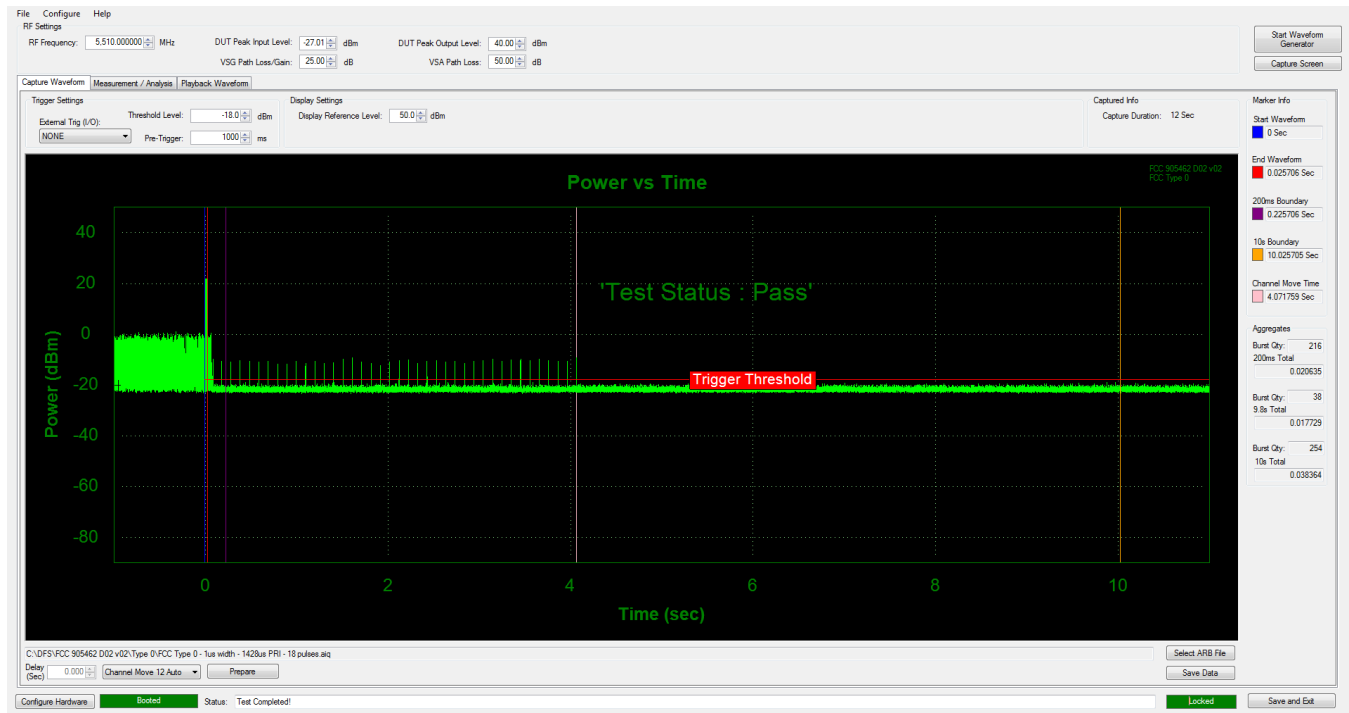 File Configure Help
RF Settings
RF Frequency: 5,510.000000 MHz
DUT Peak Input Level: -27.01 dBm
DUT Peak Output Level: 40.00 dBm
VSG Path Loss/Gain: 25.00 dB
VSA Path Loss: 50.00 dB
Start Waveform
Generator
Capture Screen
Capture Waveform Measurement / Analysis Playback Waveform
Trigger Settings
External Trig (I/O):
NONE
Threshold Level: -18.0 dBm
Pre-Trigger: 1000 ms
Display Settings
Display Reference Level: 50.0 dBm
Captured Info
Capture Duration: 12 Sec
Marker Info
Start Waveform
0 Sec
End Waveform
0.025706 Sec
200ms Boundary
0.225706 Sec
10s Boundary
10.025705 Sec
Channel Move Time
4.071759 Sec
Aggregates
Burst Qty: 216
200ms Total
0.020635
Burst Qty: 38
9.8s Total
0.017729
Burst Qty: 254
10s Total
0.038364
Power vs Time
FCC 905462 D02 v02
FCC Type 0
'Test Status : Pass'
Trigger Threshold
Power (dBm)
40
20
0
-20
-40
-60
-80
0 2 4 6 8 10
Time (sec)
C:\DFS\FCC 905462 D02 v02\Type 0\FCC Type 0 - 1us width - 1428us PRI - 18 pulses.aiq
Select ARB File
Delay
(Sec)
0.000
Channel Move 12 Auto
Prepare
Save Data
Configure Hardware
Booted
Status: Test Completed!
Locked
Save and Exit